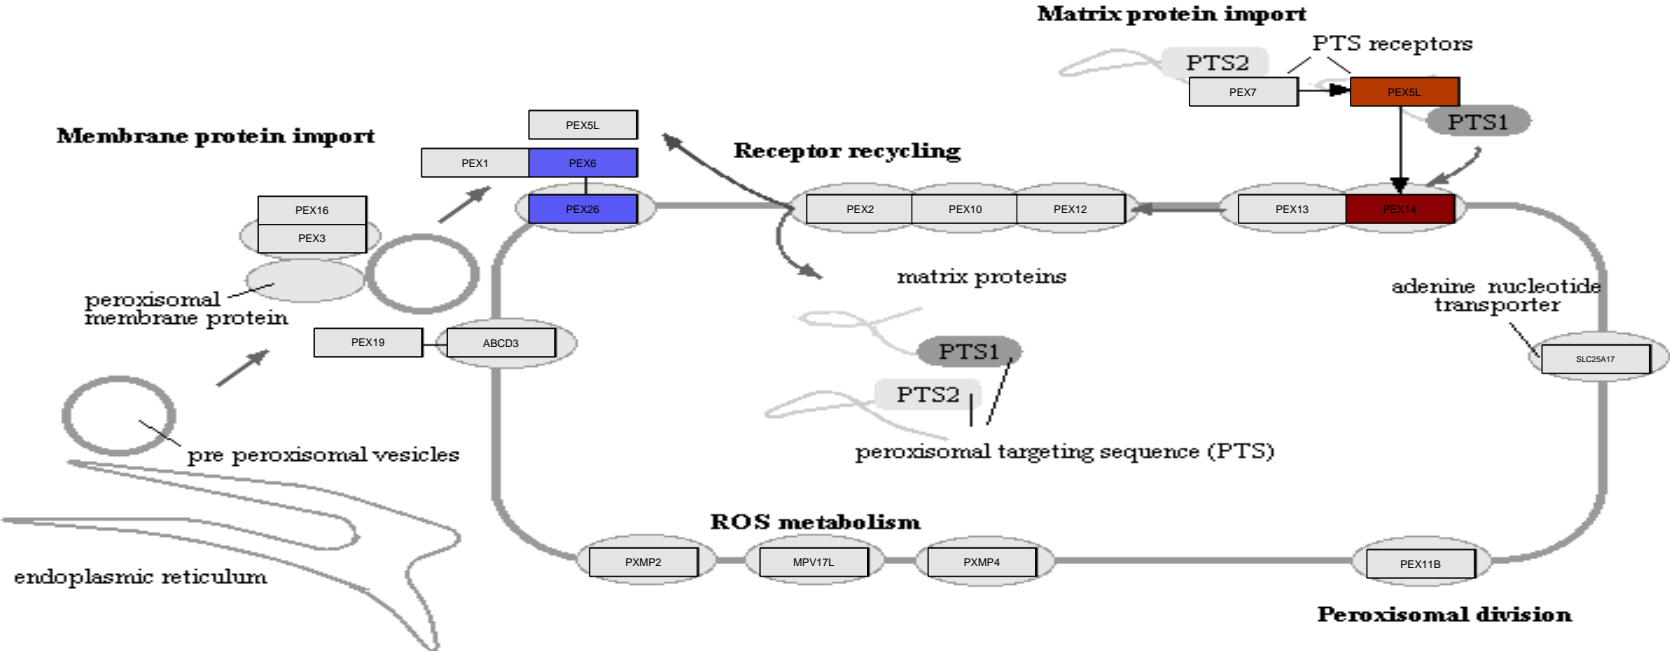 Matrix protein import
PTS receptors
PTS2
PEX7
PEX5L
PTS1
PEX5L
Membrane protein import
PEX1
PEX6
Receptor recycling
PEX16
PEX3
PEX26
PEX2
PEX10
PEX12
PEX13
PEX14
matrix proteins
adenine nucleotide
transporter
peroxisomal
membrane protein
PEX19
ABCD3
PTS1
SLC25A17
PTS2
pre peroxisomal vesicles
peroxisomal targeting sequence (PTS)
ROS metabolism
endoplasmic reticulum
PXMP2
MPV17L
PXMP4
PEX11B
Peroxisomal division